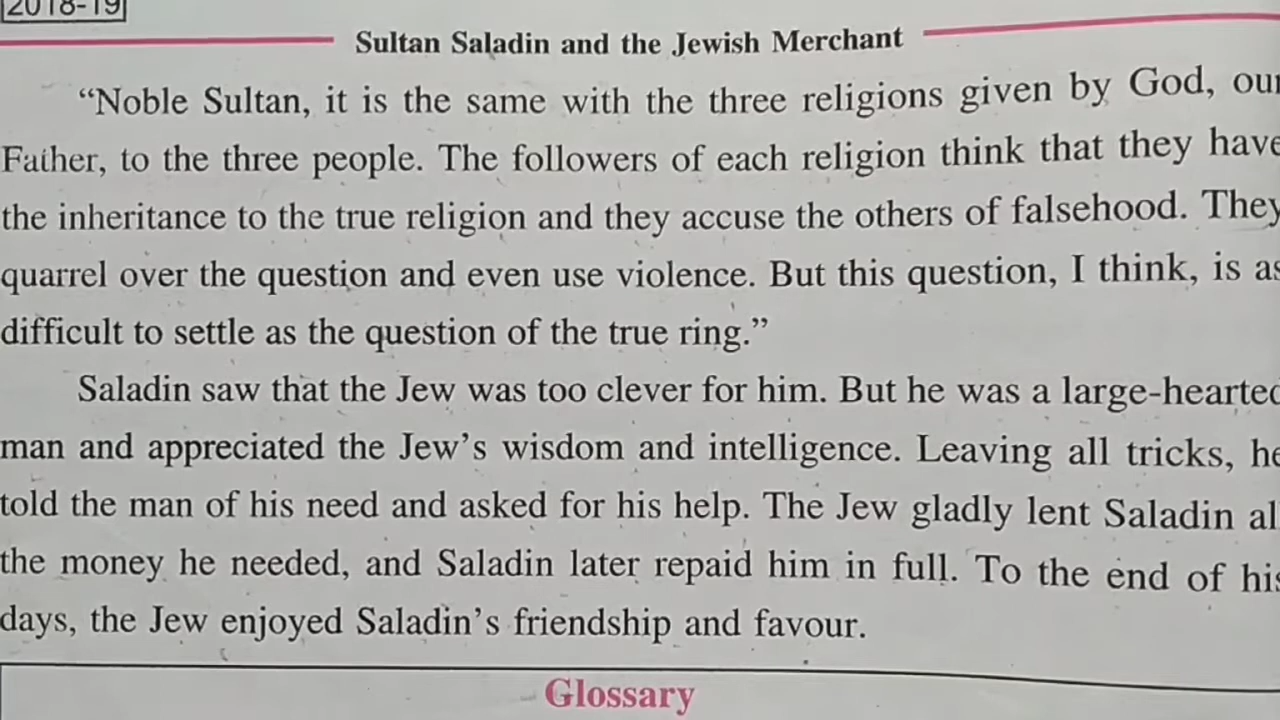 2018-19
Sultan Saladin and the Jewish Merchant
“Noble Sultan, it is the same with the three religions given by God, our
Father, to the three people. The followers of each religion think that they have
the inheritance to the true religion and they accuse the others of falsehood. They
quarrel over the question and even use violence. But this question, I think, is as
difficult to settle as the question of the true ring.”
Saladin saw that the Jew was too clever for him. But he was a large-hearted
man and appreciated the Jew’s wisdom and intelligence. Leaving all tricks, he
told the man of his need and asked for his help. The Jew gladly lent Saladin al
the money he needed, and Saladin later repaid him in full. To the end of his
days, the Jew enjoyed Saladin’s friendship and favour.
Glossary